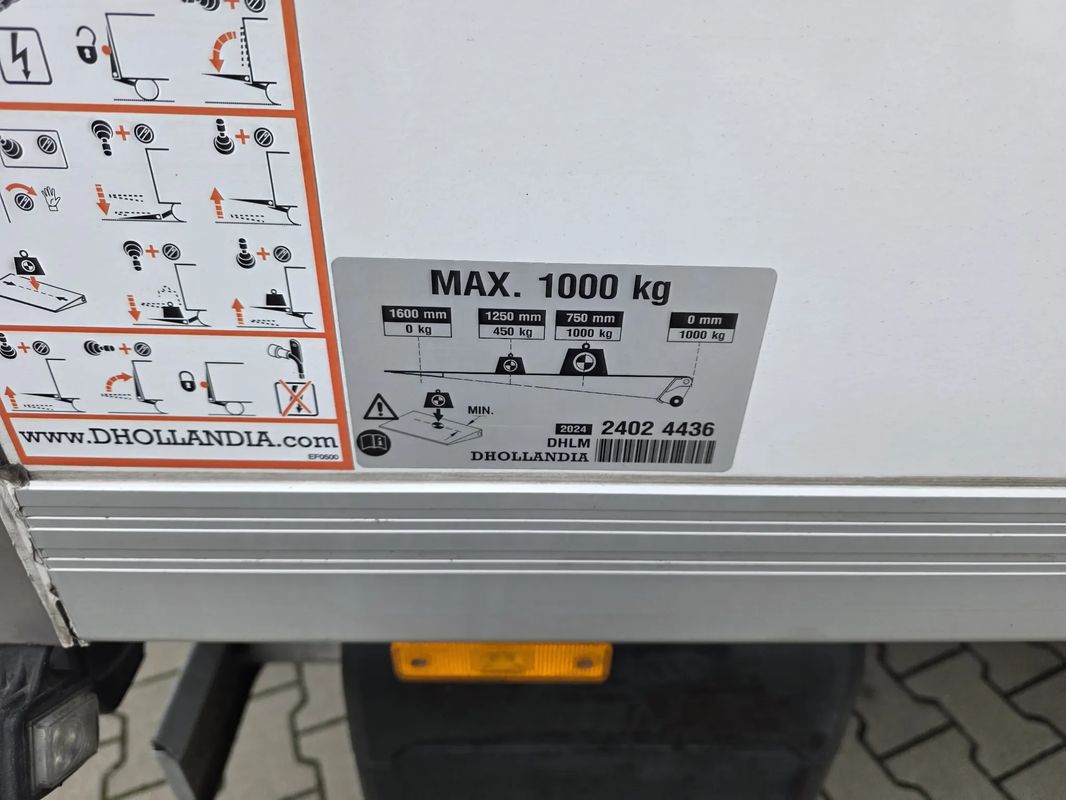 MAX. 1000 kg
1600 mm
0 kg
1250 mm
450 kg
750 mm
1000 kg
0 mm
1000 kg
MIN.
2024 2402 4436
DHLM
DHOLLANDIA
www.DHOLLANDIA.com
EF0500